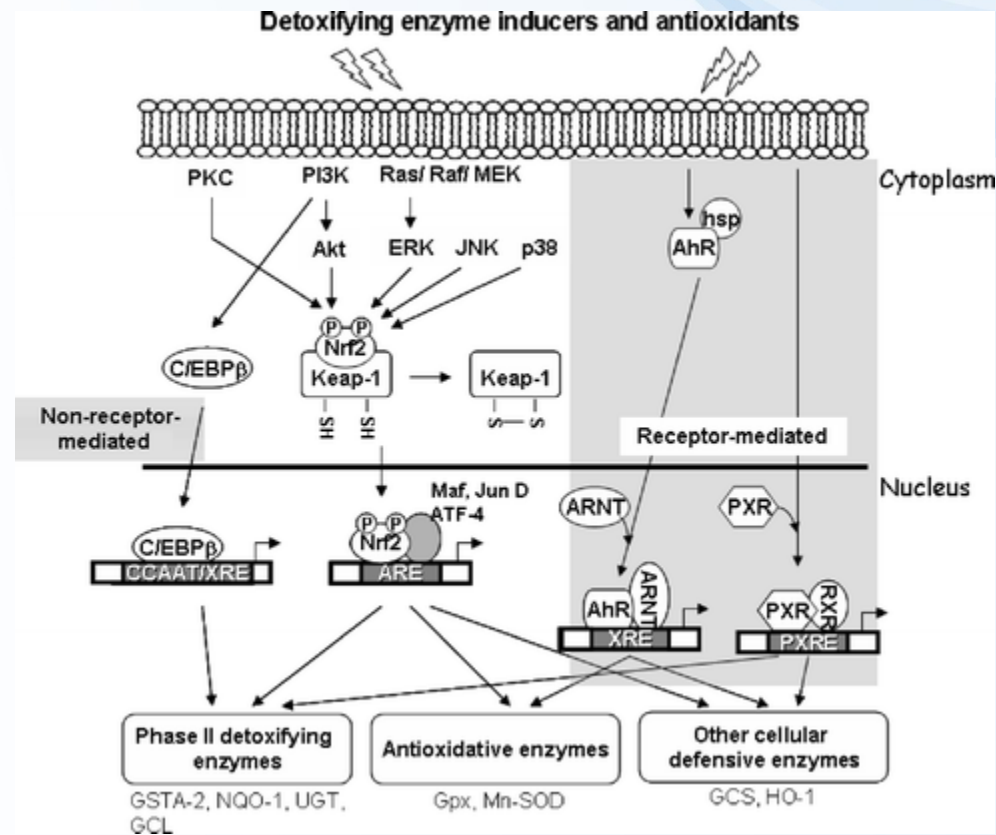 Detoxifying enzyme inducers and antioxidants
Cytoplasm
PKC
PI3K
Ras/ Raf/ MEK
hsp
AhR
Akt
ERK
JNK
p38
P P
Nrf2
Keap-1
Keap-1
C/EBPβ
SH
SH
S — S
Non-receptor-
mediated
Receptor-mediated
Nucleus
Maf, Jun D
ATF-4
ARNT
PXR
P P
Nrf2
ARE
C/EBPβ
CCAAT/XRE
AhR
ARNT
XRE
PXR
RXR
PXRE
Phase II detoxifying
enzymes
Antioxidative enzymes
Other cellular
defensive enzymes
GSTA-2, NQO-1, UGT,
GCL
Gpx, Mn-SOD
GCS, HO-1